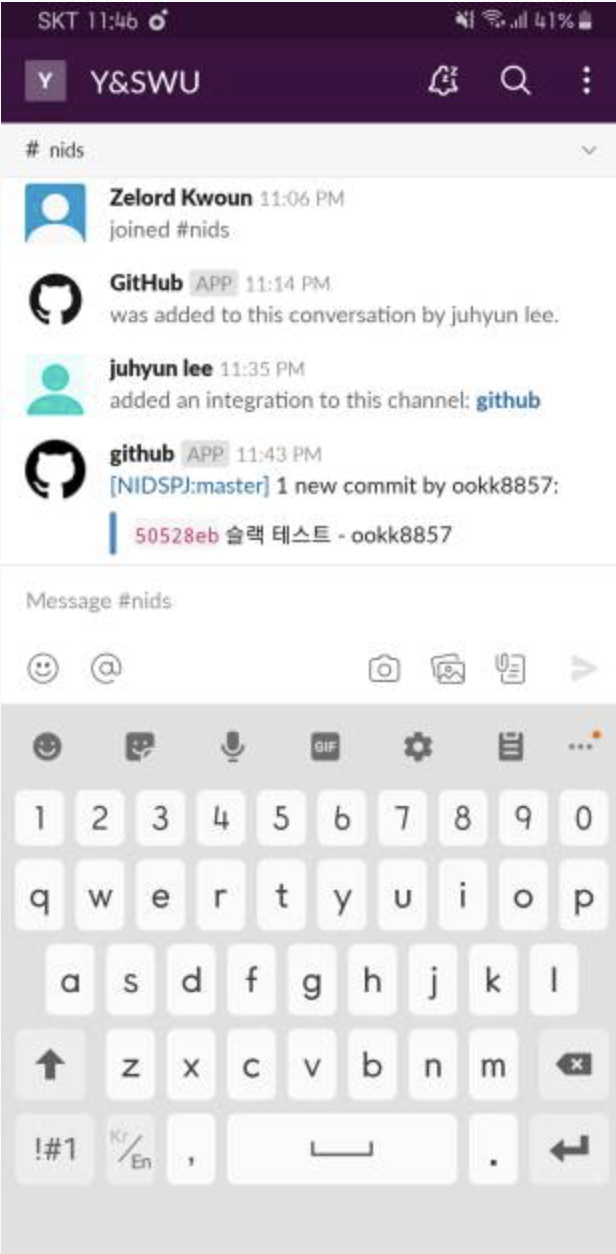 SKT 11:46 41%
Y Y&SWU
# nids
Zelord Kwoun 11:06 PM
joined #nids
GitHub APP 11:14 PM
was added to this conversation by juhyun lee.
juhyun lee 11:35 PM
added an integration to this channel: github
github APP 11:43 PM
[NIDSPJ:master] 1 new commit by ookk8857:
50528eb 슬랙 테스트 - ookk8857
Message #nids
GIF
1 2 3 4 5 6 7 8 9 0
q w e r t y u i o p
a s d f g h j k l
z x c v b n m
!#1 Kr/En , .